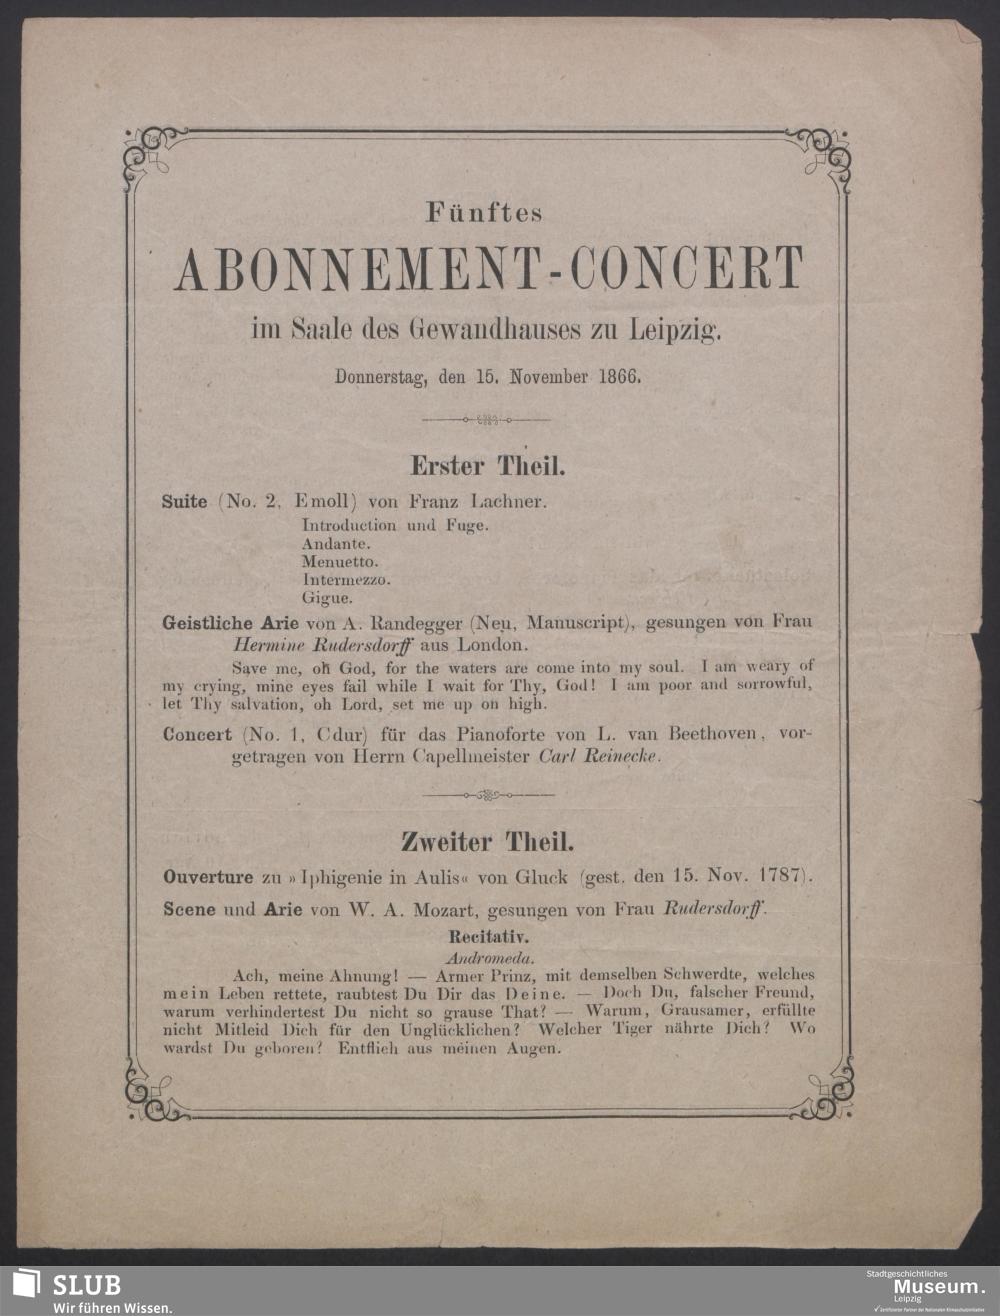 Fünftes
ABONNEMENT-CONCERT
im Saale des Gewandhauses zu Leipzig.
Donnerstag, den 15. November 1866.
Erster Theil.
Suite (No. 2, Emoll) von Franz Lachner.
Introduction und Fuge.
Andante.
Menuetto.
Intermezzo.
Gigue.
Geistliche Arie von A. Randegger (Neu, Manuscript), gesungen von Frau
Hermine Rudersdorff aus London.
Save me, oh God, for the waters are come into my soul. I am weary of
my crying, mine eyes fail while I wait for Thy, God! I am poor and sorrowful,
let Thy salvation, oh Lord, set me up on high.
Concert (No. 1, Cdur) für das Pianoforte von L. van Beethoven, vor-
getragen von Herrn Capellmeister Carl Reinecke.
Zweiter Theil.
Ouverture zu »Iphigenie in Aulis« von Gluck (gest. den 15. Nov. 1787).
Scene und Arie von W. A. Mozart, gesungen von Frau Rudersdorff.
Recitativ.
Andromeda.
Ach, meine Ahnung! — Armer Prinz, mit demselben Schwerdte, welches
mein Leben rettete, raubtest Du Dir das Deine. — Doch Du, falscher Freund,
warum verhindertest Du nicht so grause That? — Warum, Grausamer, erfüllte
nicht Mitleid Dich für den Unglücklichen? Welcher Tiger nährte Dich? Wo
wardst Du geboren? Entflieh aus meinen Augen.
SLUB
Wir führen Wissen.
Stadtgeschichtliches
Museum.
Leipzig
Zertifizierter Partner der Nationalen Klimaschutzinitiative